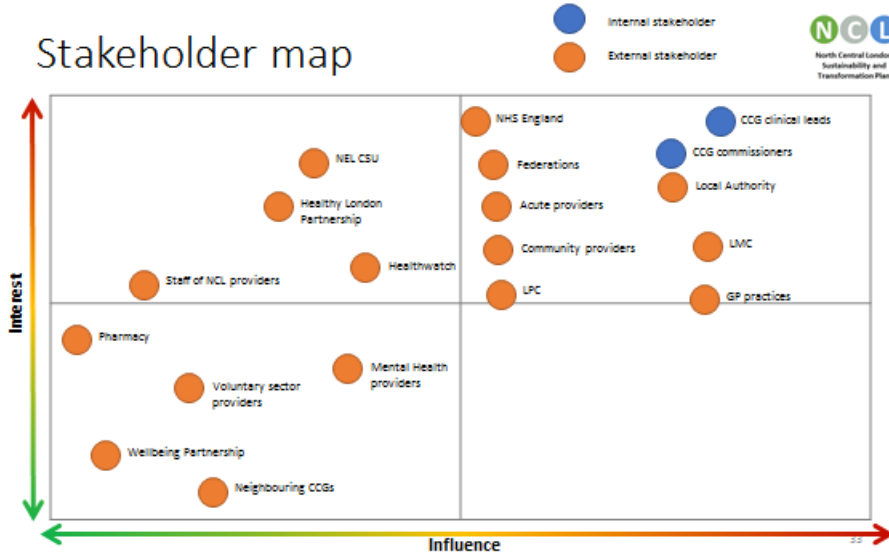 Stakeholder map
Internal stakeholder
External stakeholder
NCL
North Central London
Sustainability and
Transformation Plan
NHS England
CCG clinical leads
NEL CSU
CCG commissioners
Federations
Local Authority
Healthy London
Partnership
Acute providers
Community providers
LMC
Healthwatch
Staff of NCL providers
LPC
GP practices
Interest
Pharmacy
Mental Health
providers
Voluntary sector
providers
Wellbeing Partnership
Neighbouring CCGs
Influence